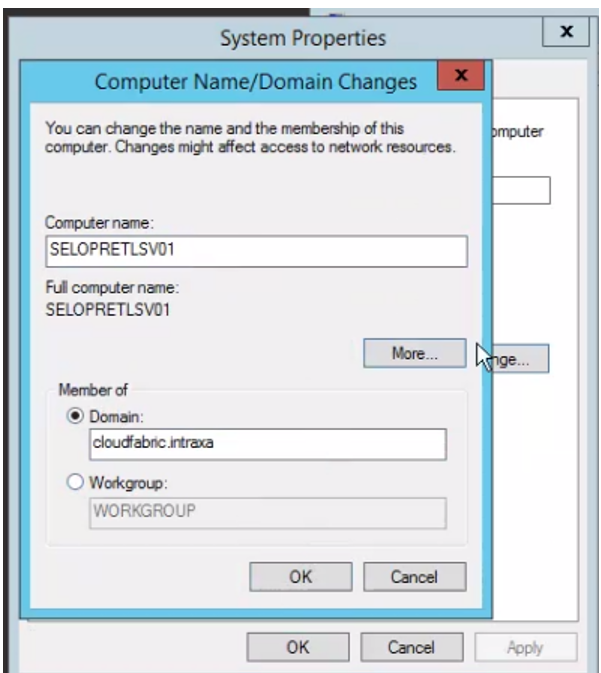 System Properties
x
Computer Name/Domain Changes
x
You can change the name and the membership of this
computer. Changes might affect access to network resources.
Computer name:
SELOPRETLSV01
Full computer name:
SELOPRETLSV01
More...
Member of
Domain:
cloudfabric.intraxa
Workgroup:
WORKGROUP
OK Cancel
OK Cancel Apply